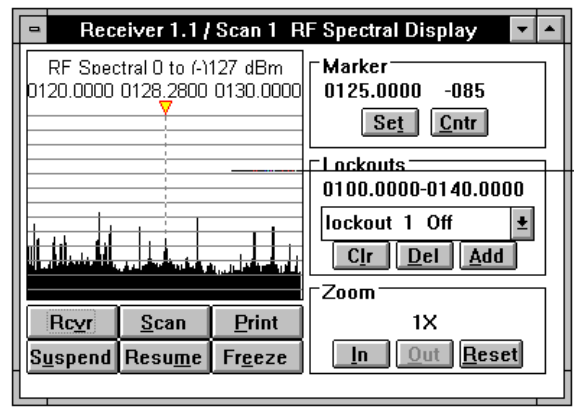 Receiver 1.1 / Scan 1 RF Spectral Display
RF Spectral 0 to (-)127 dBm
0120.0000 0128.2800 0130.0000
Marker
0125.0000 -085
Set Cntr
Lockouts
0100.0000-0140.0000
lockout 1 Off
Clr Del Add
Zoom
1X
In Out Reset
Rcvr Scan Print
Suspend Resume Freeze